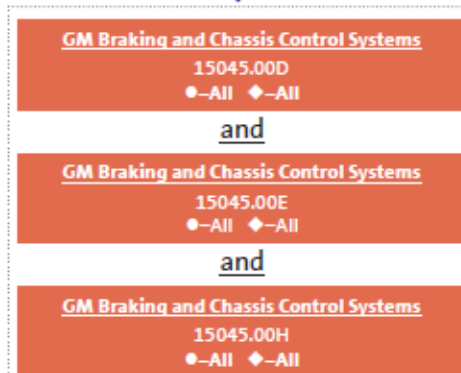 GM Braking and Chassis Control Systems
15045.00D
●–All ◆–All
and
GM Braking and Chassis Control Systems
15045.00E
●–All ◆–All
and
GM Braking and Chassis Control Systems
15045.00H
●–All ◆–All